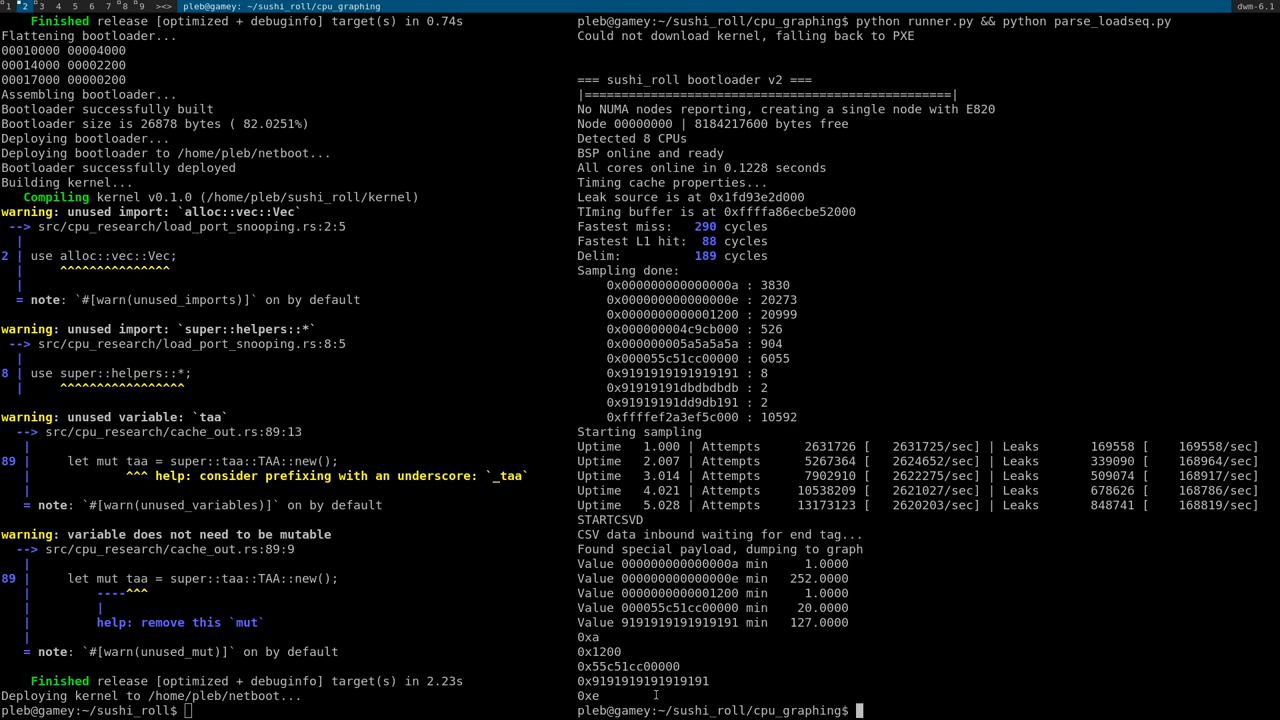 1 2 3 4 5 6 7 8 9 ><> pleb@gamey:~/sushi_roll/cpu_graphing dwm-6.1
Finished release [optimized + debuginfo] target(s) in 0.74s
Flattening bootloader...
00010000 00004000
00014000 00002200
00017000 00000200
Assembling bootloader...
Bootloader successfully built
Bootloader size is 26878 bytes ( 82.0251%)
Deploying bootloader...
Deploying bootloader to /home/pleb/netboot...
Bootloader successfully deployed
Building kernel...
Compiling kernel v0.1.0 (/home/pleb/sushi_roll/kernel)
warning: unused import: `alloc::vec::Vec`
--> src/cpu_research/load_port_snooping.rs:2:5
|
2 | use alloc::vec::Vec;
| ^^^^^^^^^^^^^^^
|
= note: `#[warn(unused_imports)]` on by default
warning: unused import: `super::helpers::*`
--> src/cpu_research/load_port_snooping.rs:8:5
|
8 | use super::helpers::*;
| ^^^^^^^^^^^^^^^^^
warning: unused variable: `taa`
--> src/cpu_research/cache_out.rs:89:13
|
89 | let mut taa = super::taa::TAA::new();
| ^^^ help: consider prefixing with an underscore: `_taa`
|
= note: `#[warn(unused_variables)]` on by default
warning: variable does not need to be mutable
--> src/cpu_research/cache_out.rs:89:9
|
89 | let mut taa = super::taa::TAA::new();
| ----^^^
| |
| help: remove this `mut`
|
= note: `#[warn(unused_mut)]` on by default
Finished release [optimized + debuginfo] target(s) in 2.23s
Deploying kernel to /home/pleb/netboot...
pleb@gamey:~/sushi_roll$
pleb@gamey:~/sushi_roll/cpu_graphing$ python runner.py && python parse_loadseq.py
Could not download kernel, falling back to PXE
=== sushi_roll bootloader v2 ===
|==================================================|
No NUMA nodes reporting, creating a single node with E820
Node 00000000 | 8184217600 bytes free
Detected 8 CPUs
BSP online and ready
All cores online in 0.1228 seconds
Timing cache properties...
Leak source is at 0x1fd93e2d000
TIming buffer is at 0xffffa86ecbe52000
Fastest miss: 290 cycles
Fastest L1 hit: 88 cycles
Delim: 189 cycles
Sampling done:
0x000000000000000a : 3830
0x000000000000000e : 20273
0x0000000000001200 : 20999
0x000000004c9cb000 : 526
0x000000005a5a5a5a : 904
0x000055c51cc00000 : 6055
0x9191919191919191 : 8
0x91919191dbdbdbdb : 2
0x91919191dd9db191 : 2
0xffffef2a3ef5c000 : 10592
Starting sampling
Uptime 1.000 | Attempts 2631726 [ 2631725/sec] | Leaks 169558 [ 169558/sec]
Uptime 2.007 | Attempts 5267364 [ 2624652/sec] | Leaks 339090 [ 168964/sec]
Uptime 3.014 | Attempts 7902910 [ 2622275/sec] | Leaks 509074 [ 168917/sec]
Uptime 4.021 | Attempts 10538209 [ 2621027/sec] | Leaks 678626 [ 168786/sec]
Uptime 5.028 | Attempts 13173123 [ 2620203/sec] | Leaks 848741 [ 168819/sec]
STARTCSVD
CSV data inbound waiting for end tag...
Found special payload, dumping to graph
Value 000000000000000a min 1.0000
Value 000000000000000e min 252.0000
Value 0000000000001200 min 1.0000
Value 000055c51cc00000 min 20.0000
Value 9191919191919191 min 127.0000
0xa
0x1200
0x55c51cc00000
0x9191919191919191
0xe
pleb@gamey:~/sushi_roll/cpu_graphing$